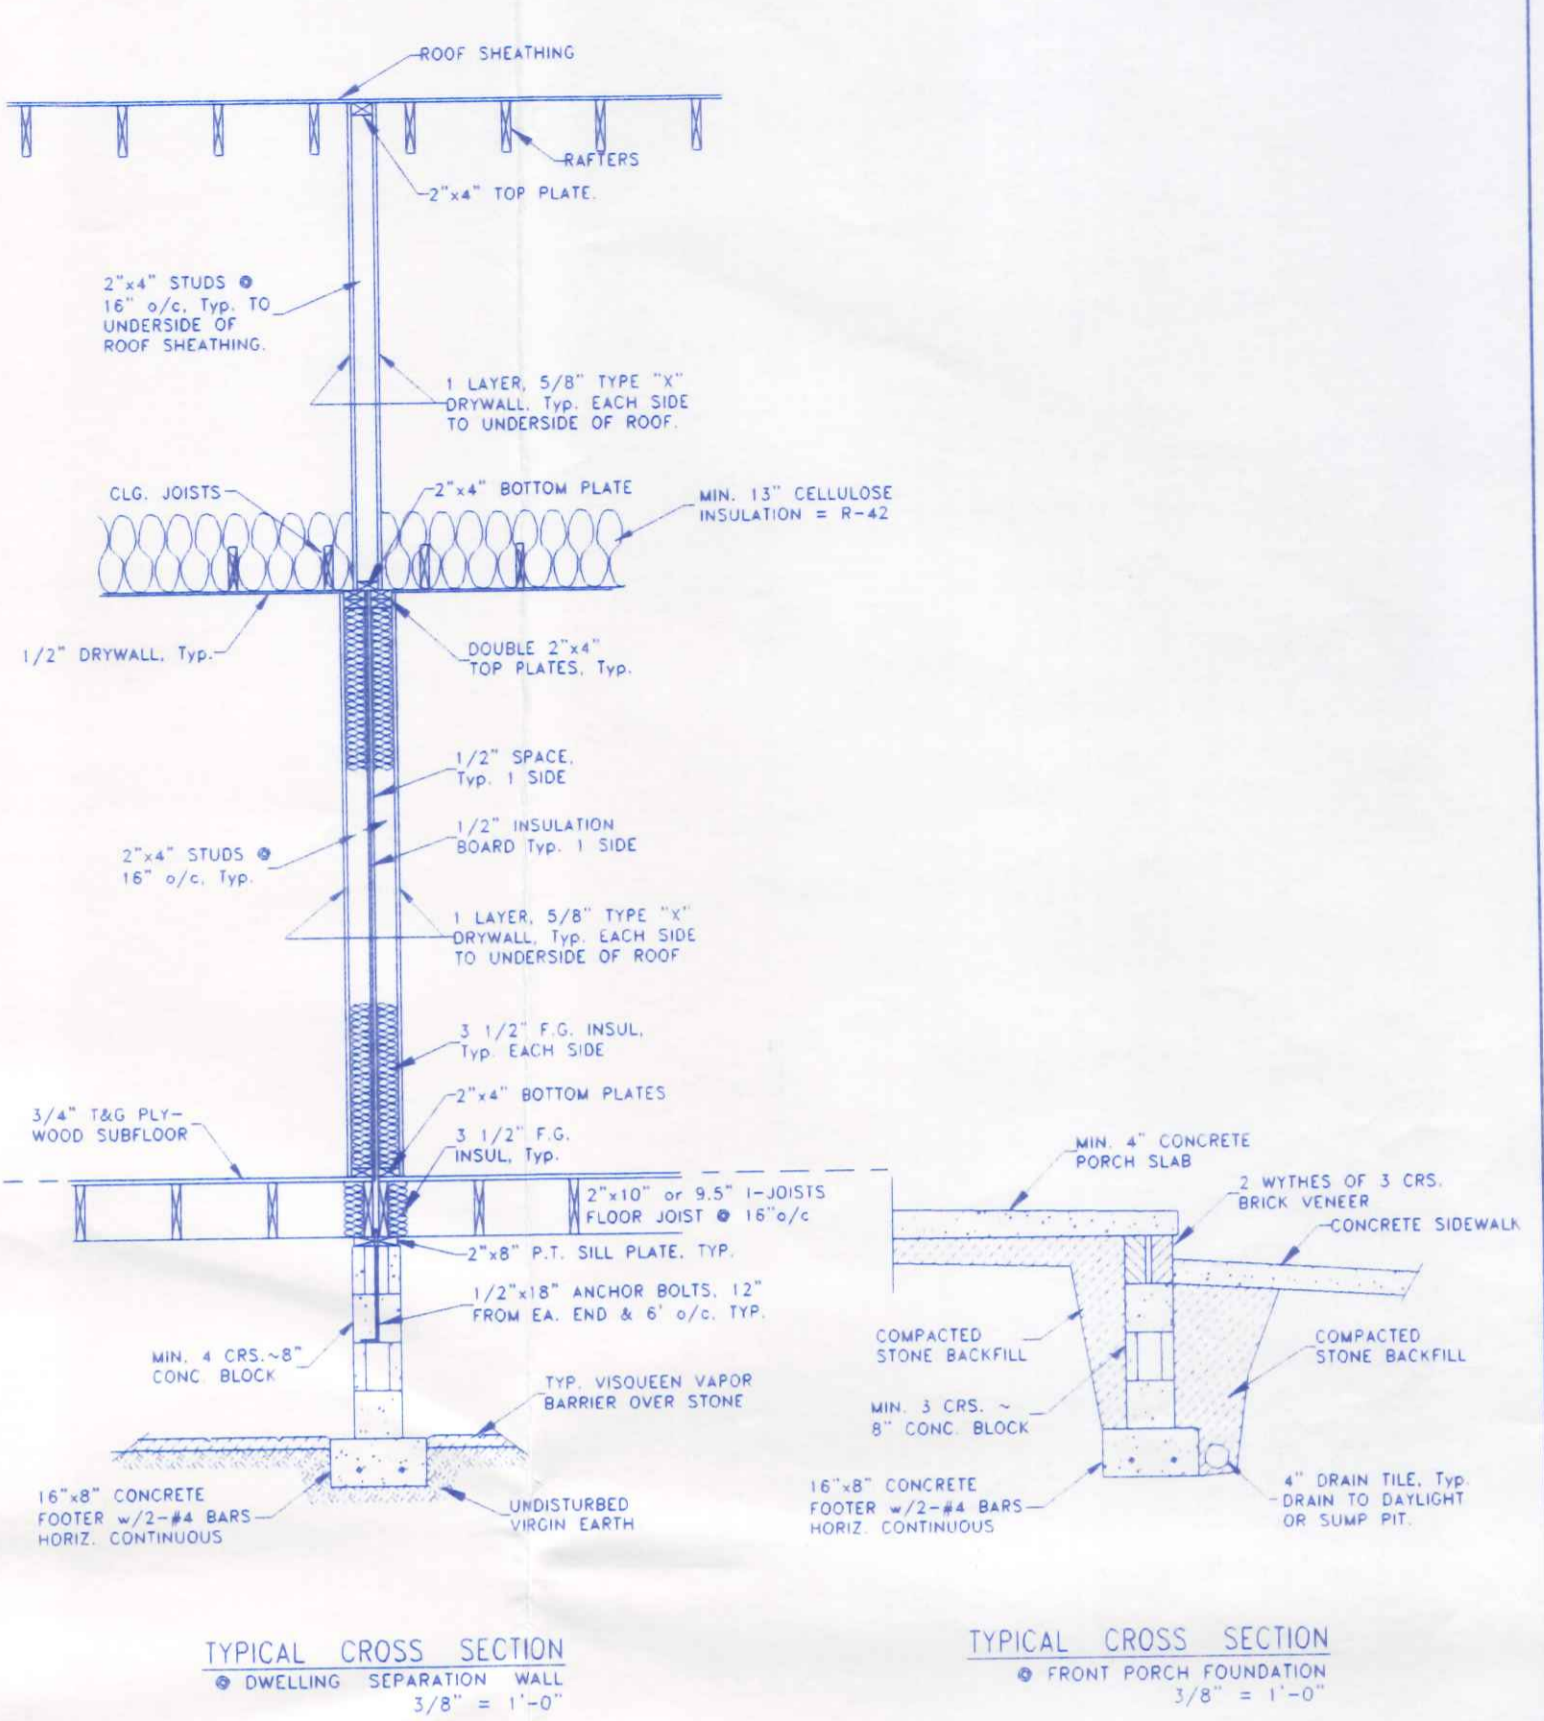 ROOF SHEATHING
RAFTERS
2"x4" TOP PLATE.
2"x4" STUDS @
16" o/c, Typ. TO
UNDERSIDE OF
ROOF SHEATHING.
1 LAYER, 5/8" TYPE "X"
DRYWALL, Typ. EACH SIDE
TO UNDERSIDE OF ROOF.
CLG. JOISTS
2"x4" BOTTOM PLATE
MIN. 13" CELLULOSE
INSULATION = R-42
1/2" DRYWALL, Typ.
DOUBLE 2"x4"
TOP PLATES, Typ.
1/2" SPACE,
Typ. 1 SIDE
1/2" INSULATION
BOARD Typ. 1 SIDE
2"x4" STUDS @
16" o/c, Typ.
1 LAYER, 5/8" TYPE "X"
DRYWALL, Typ. EACH SIDE
TO UNDERSIDE OF ROOF
3 1/2" F.G. INSUL,
Typ. EACH SIDE
2"x4" BOTTOM PLATES
3/4" T&G PLY-
WOOD SUBFLOOR
3 1/2" F.G.
INSUL, Typ.
2"x10" or 9.5" I-JOISTS
FLOOR JOIST @ 16"o/c
2"x8" P.T. SILL PLATE, TYP.
1/2"x18" ANCHOR BOLTS, 12"
FROM EA. END & 6' o/c, TYP.
MIN. 4 CRS.~8"
CONC. BLOCK
TYP. VISQUEEN VAPOR
BARRIER OVER STONE
16"x8" CONCRETE
FOOTER w/2-#4 BARS
HORIZ. CONTINUOUS
UNDISTURBED
VIRGIN EARTH
TYPICAL CROSS SECTION
@ DWELLING SEPARATION WALL
3/8" = 1'-0"
MIN. 4" CONCRETE
PORCH SLAB
2 WYTHES OF 3 CRS.
BRICK VENEER
CONCRETE SIDEWALK
COMPACTED
STONE BACKFILL
COMPACTED
STONE BACKFILL
MIN. 3 CRS. ~
8" CONC. BLOCK
16"x8" CONCRETE
FOOTER w/2-#4 BARS
HORIZ. CONTINUOUS
4" DRAIN TILE, Typ.
DRAIN TO DAYLIGHT
OR SUMP PIT.
TYPICAL CROSS SECTION
@ FRONT PORCH FOUNDATION
3/8" = 1'-0"